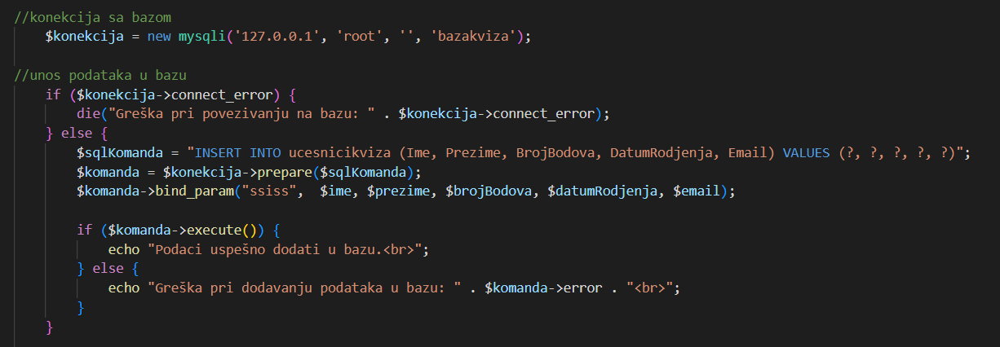 //konekcija sa bazom
$konekcija = new mysqli('127.0.0.1', 'root', '', 'bazakviza');
//unos podataka u bazu
if ($konekcija->connect_error) {
die("Greška pri povezivanju na bazu: " . $konekcija->connect_error);
} else {
$sqlKomanda = "INSERT INTO ucesnicikviza (Ime, Prezime, BrojBodova, DatumRodjenja, Email) VALUES (?, ?, ?, ?, ?)";
$komanda = $konekcija->prepare($sqlKomanda);
$komanda->bind_param("ssiss",  $ime, $prezime, $brojBodova, $datumRodjenja, $email);
if ($komanda->execute()) {
echo "Podaci uspešno dodati u bazu.<br>";
} else {
echo "Greška pri dodavanju podataka u bazu: " . $komanda->error . "<br>";
}
}